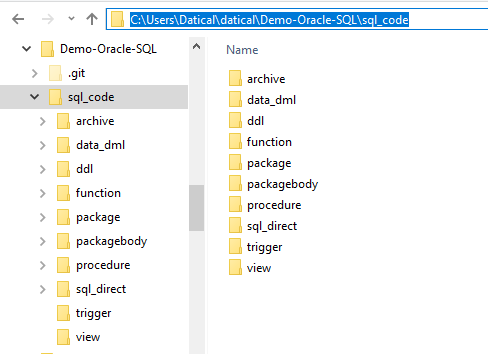 C:\Users\Datical\datical\Demo-Oracle-SQL\sql_code
Demo-Oracle-SQL
.git
sql_code
archive
data_dml
ddl
function
package
packagebody
procedure
sql_direct
trigger
view
Name
archive
data_dml
ddl
function
package
packagebody
procedure
sql_direct
trigger
view